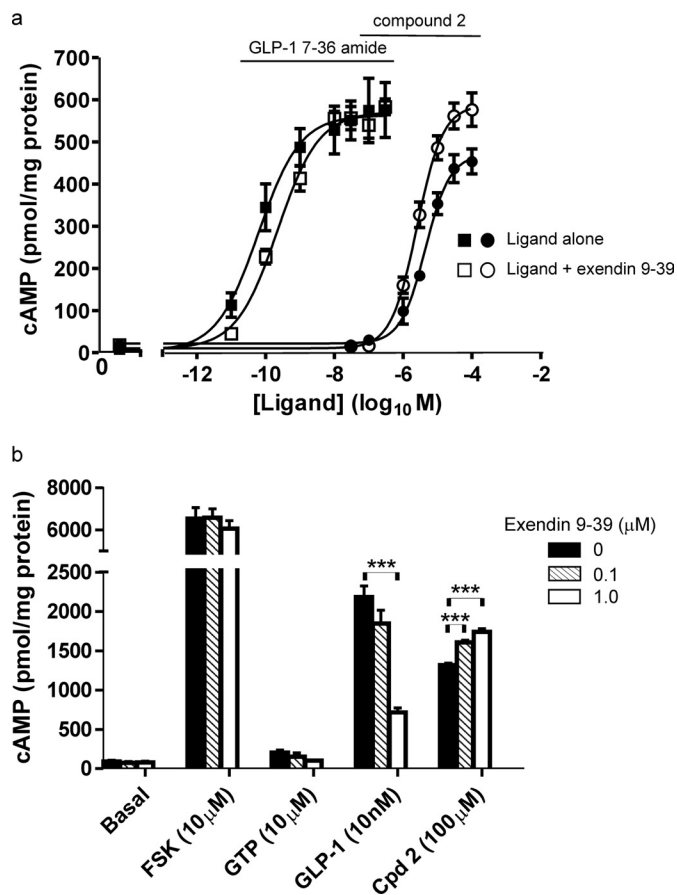 a
compound 2
GLP-1 7-36 amide
cAMP (pmol/mg protein)
700
600
500
400
300
200
100
0
0
-12
-10
-8
-6
-4
-2
[Ligand] (log10 M)
Ligand alone
Ligand + exendin 9-39
b
cAMP (pmol/mg protein)
8000
6000
2500
2000
1500
1000
500
0
***
***
***
Exendin 9-39 (μM)
0
0.1
1.0
Basal
FSK (10μM)
GTP (10μM)
GLP-1 (10nM)
Cpd 2 (100μM)